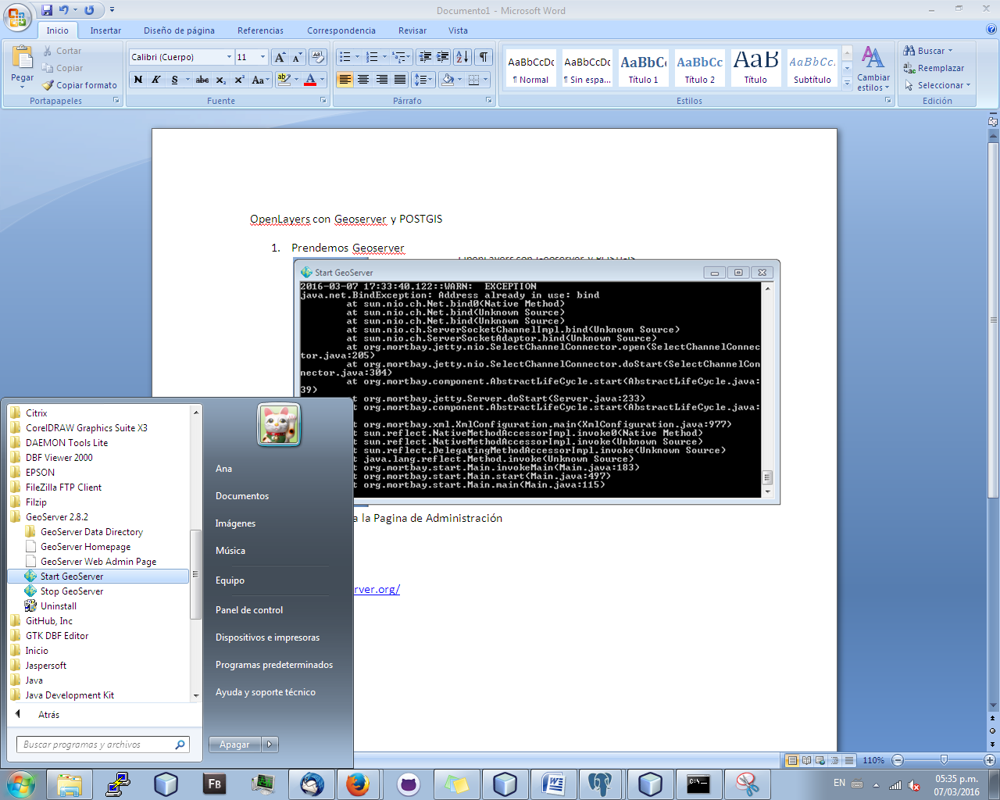 Documento1 - Microsoft Word
Inicio
Insertar
Diseño de página
Referencias
Correspondencia
Revisar
Vista
Pegar
Cortar
Copiar
Copiar formato
Portapapeles
Calibri (Cuerpo)
11
N K S abe x₂ x² Aa
Fuente
Párrafo
AaBbCcDc
¶ Normal
AaBbCcDc
¶ Sin espa...
AaBbCc
Título 1
AaBbCc
Título 2
AaB
Título
AaBbCc.
Subtítulo
Cambiar
estilos
Estilos
Buscar
Reemplazar
Seleccionar
Edición
OpenLayers con Geoserver y POSTGIS
1. Prendemos Geoserver
OpenLayers con Geoserver y POSTGIS
Start GeoServer
2016-03-07 17:33:40.122::WARN:  EXCEPTION
java.net.BindException: Address already in use: bind
at sun.nio.ch.Net.bind0(Native Method)
at sun.nio.ch.Net.bind(Unknown Source)
at sun.nio.ch.Net.bind(Unknown Source)
at sun.nio.ch.ServerSocketChannelImpl.bind(Unknown Source)
at sun.nio.ch.ServerSocketAdaptor.bind(Unknown Source)
at org.mortbay.jetty.nio.SelectChannelConnector.open(SelectChannelConnec
tor.java:205)
at org.mortbay.jetty.nio.SelectChannelConnector.doStart(SelectChannelCon
nector.java:304)
at org.mortbay.component.AbstractLifeCycle.start(AbstractLifeCycle.java:
39)
at org.mortbay.jetty.Server.doStart(Server.java:233)
t org.mortbay.component.AbstractLifeCycle.start(AbstractLifeCycle.java:
t org.mortbay.xml.XmlConfiguration.main(XmlConfiguration.java:977)
t sun.reflect.NativeMethodAccessorImpl.invoke0(Native Method)
t sun.reflect.NativeMethodAccessorImpl.invoke(Unknown Source)
t sun.reflect.DelegatingMethodAccessorImpl.invoke(Unknown Source)
t java.lang.reflect.Method.invoke(Unknown Source)
t org.mortbay.start.Main.invokeMain(Main.java:183)
t org.mortbay.start.Main.start(Main.java:497)
t org.mortbay.start.Main.main(Main.java:115)
a la Pagina de Administración
rver.org/
Citrix
CorelDRAW Graphics Suite X3
DAEMON Tools Lite
DBF Viewer 2000
EPSON
FileZilla FTP Client
Filzip
GeoServer 2.8.2
GeoServer Data Directory
GeoServer Homepage
GeoServer Web Admin Page
Start GeoServer
Stop GeoServer
Uninstall
GitHub, Inc
GTK DBF Editor
Inicio
Jaspersoft
Java
Java Development Kit
Atrás
Buscar programas y archivos
Ana
Documentos
Imágenes
Música
Equipo
Panel de control
Dispositivos e impresoras
Programas predeterminados
Ayuda y soporte técnico
Apagar
110%
FB
C:\_
EN
05:35 p.m.
07/03/2016